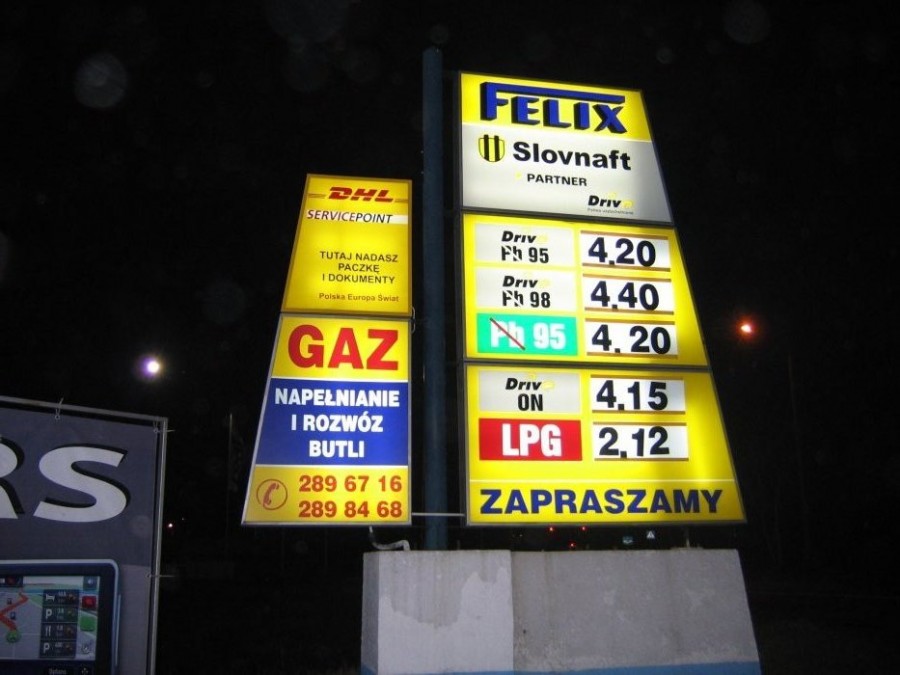 FELIX
Slovnaft
PARTNER
Drive
Drive
Pb 95 4.20
Drive
Pb 98 4.40
Pb 95 4.20
Drive
ON 4.15
LPG 2.12
ZAPRASZAMY
DHL
SERVICEPOINT
TUTAJ NADASZ
PACZKĘ
I DOKUMENTY
Polska Europa Świat
GAZ
NAPEŁNIANIE
I ROZWÓZ
BUTLI
289 67 16
289 84 68
RS